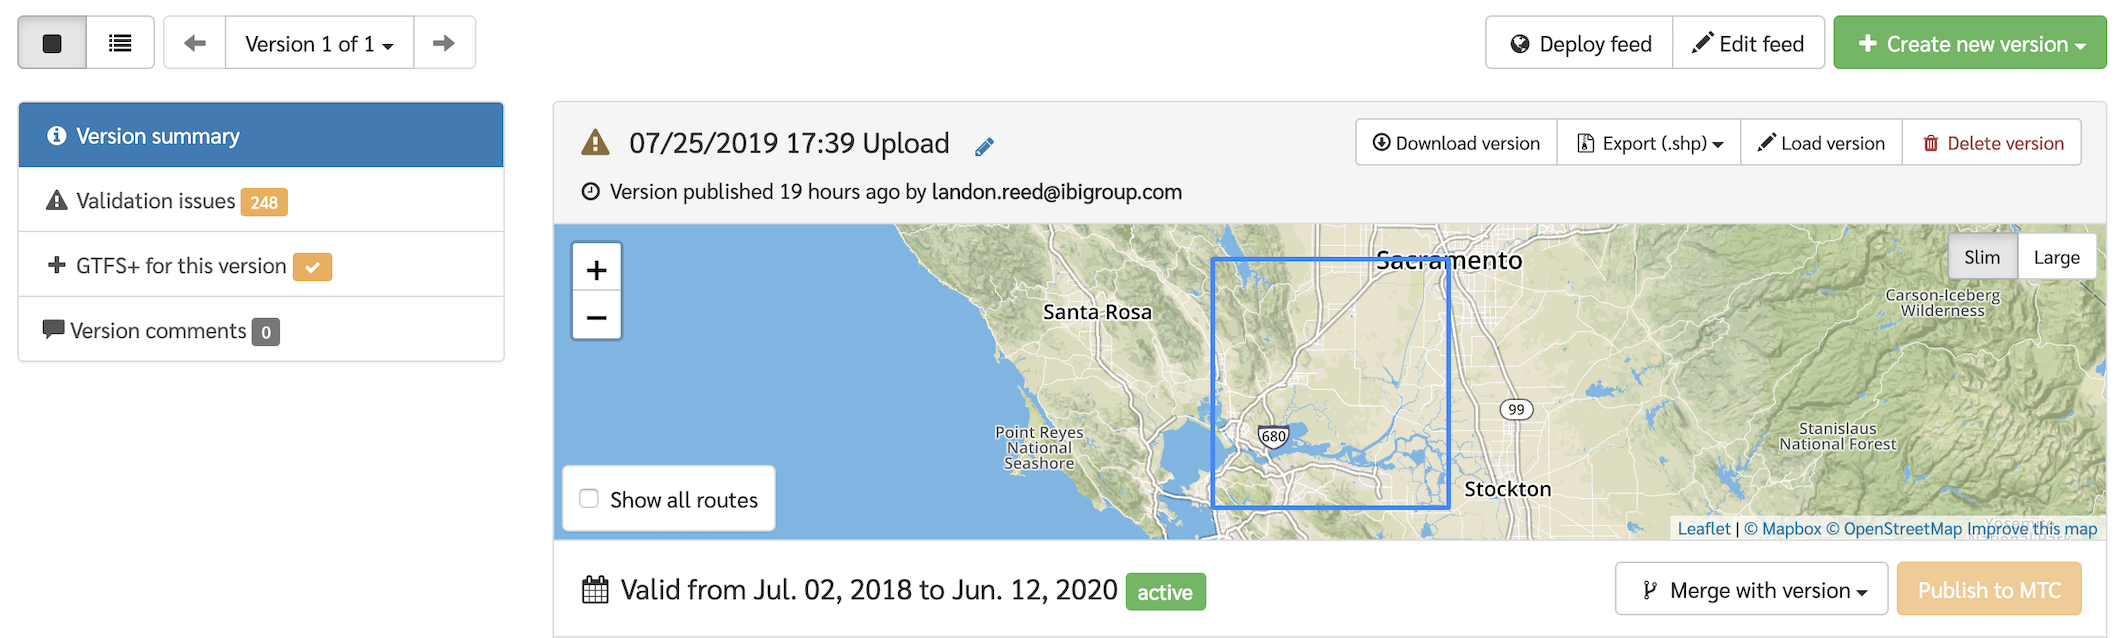 Version 1 of 1
Deploy feed
Edit feed
Create new version
Version summary
Validation issues 248
GTFS+ for this version
Version comments 0
07/25/2019 17:39 Upload
Download version
Export (.shp)
Load version
Delete version
Version published 19 hours ago by landon.reed@ibigroup.com
+
−
Slim
Large
Sacramento
Santa Rosa
Carson-Iceberg
Wilderness
99
680
Point Reyes
National
Seashore
Stanislaus
National Forest
Stockton
Show all routes
Leaflet | © Mapbox © OpenStreetMap Improve this map
Valid from Jul. 02, 2018 to Jun. 12, 2020 active
Merge with version
Publish to MTC